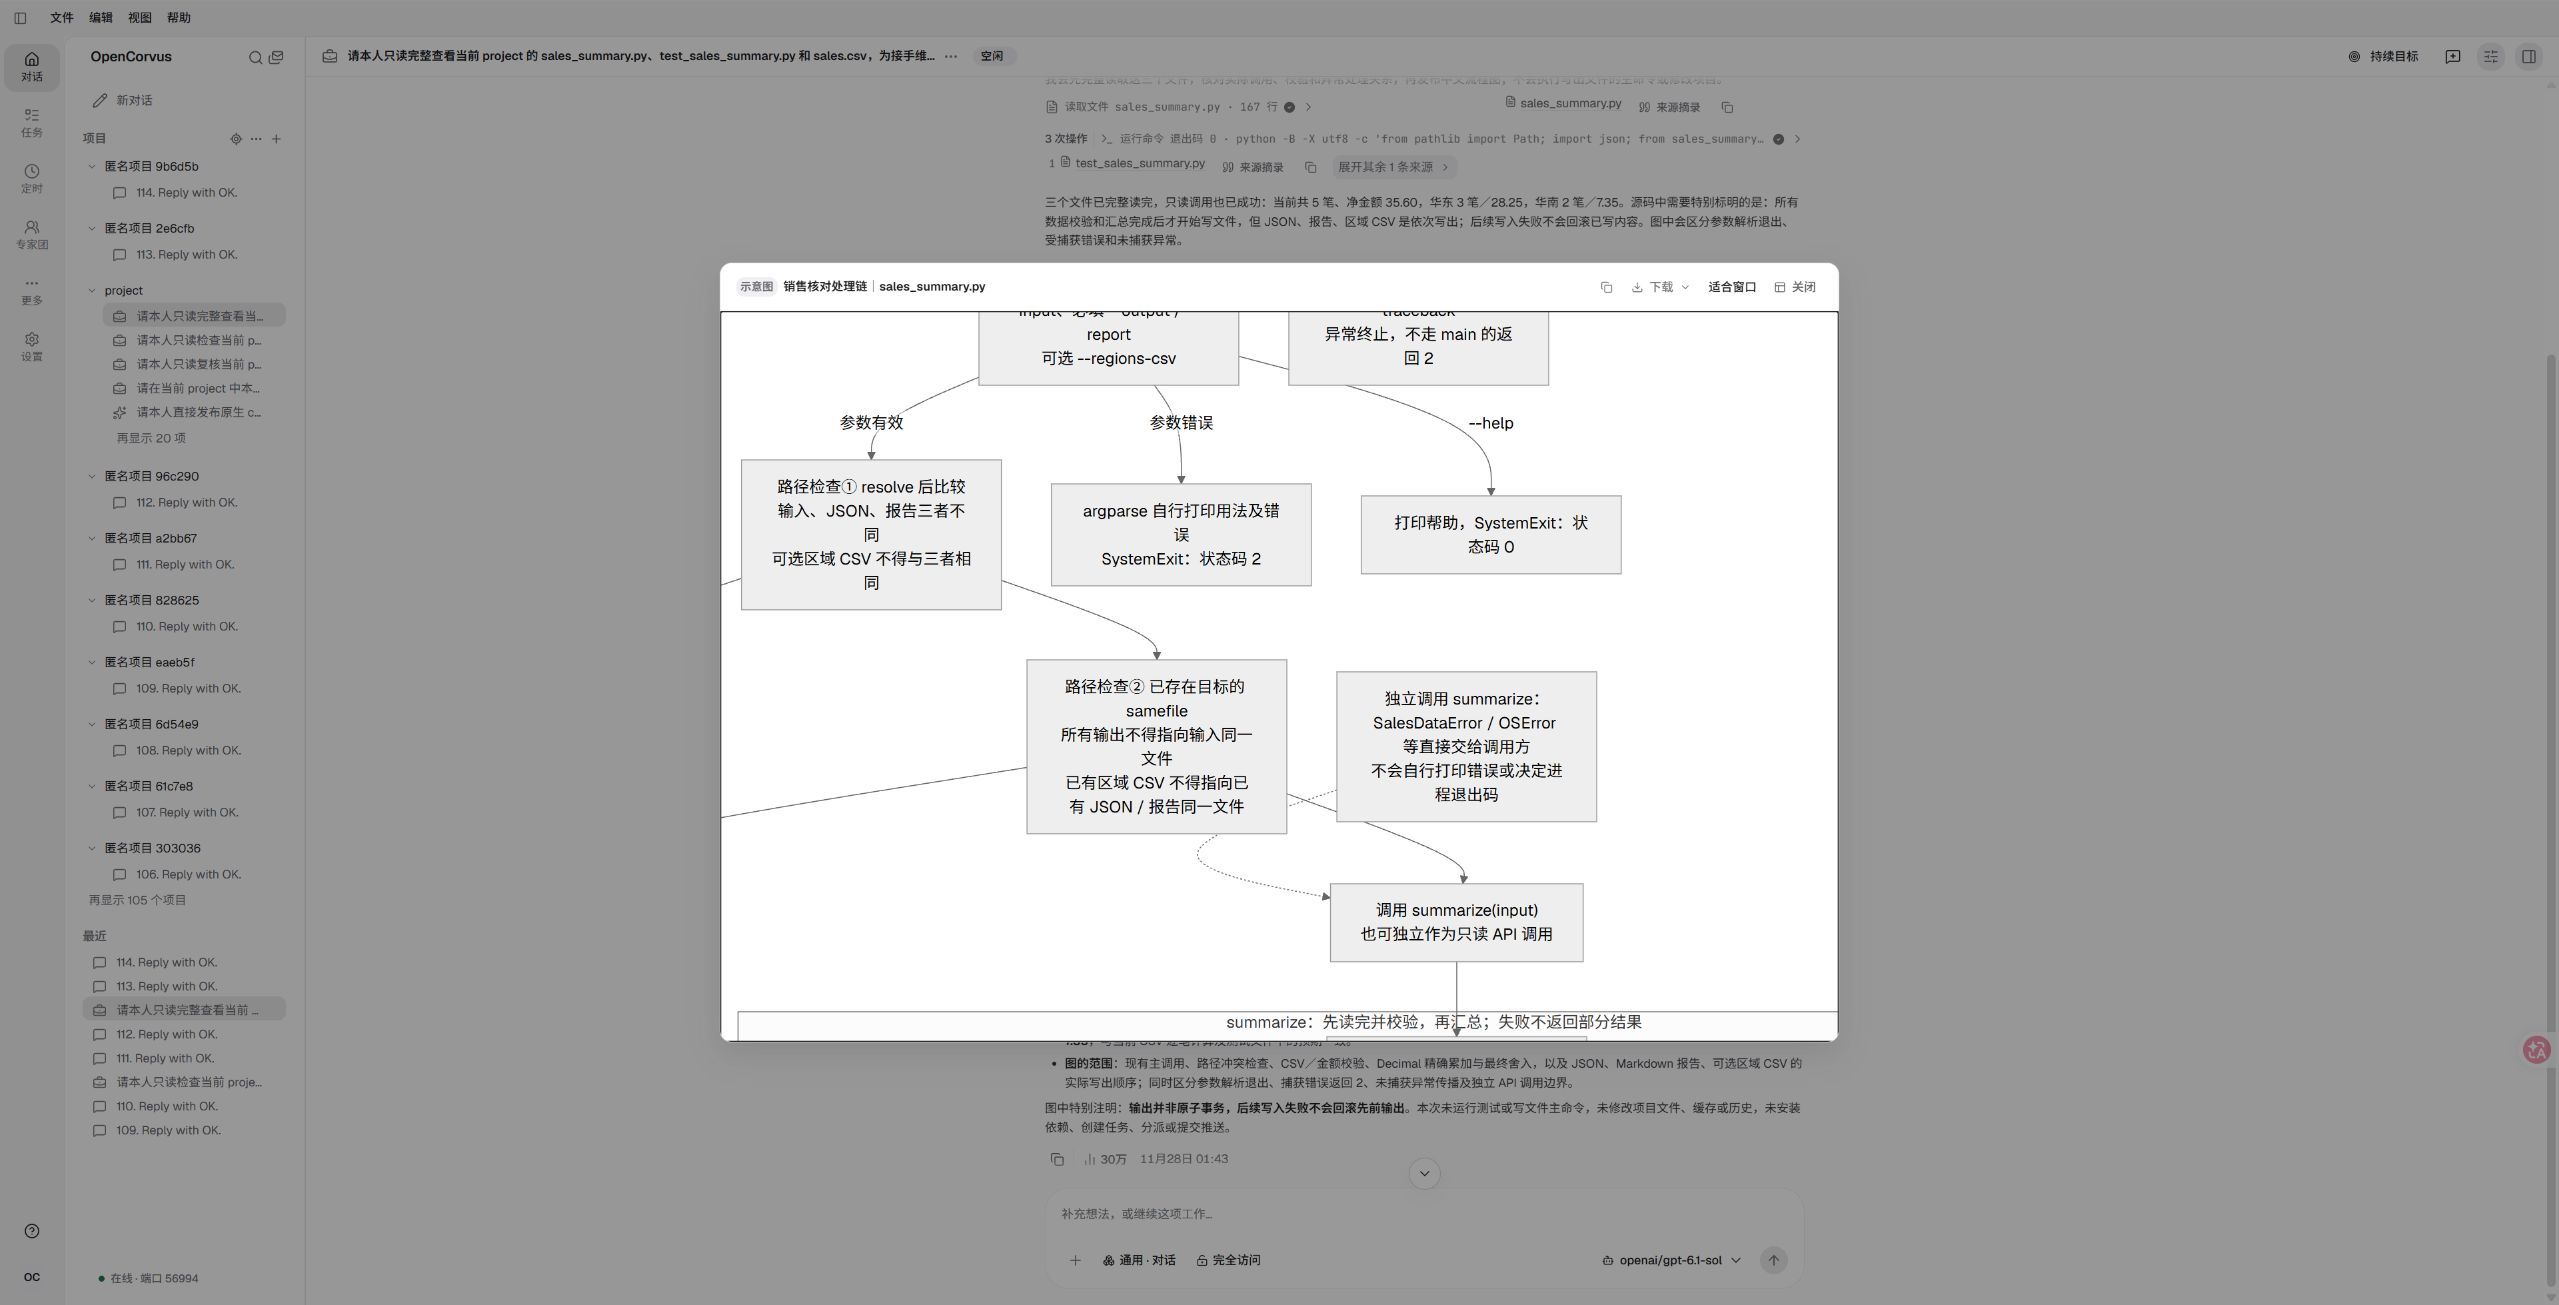 文件 编辑 视图 帮助
对话
任务
定时
专家团
更多
设置
OC
OpenCorvus
新对话
项目
匿名项目 9b6d5b
114. Reply with OK.
匿名项目 2e6cfb
113. Reply with OK.
project
请本人只读完整查看当...
请本人只读检查当前 p...
请本人只读复核当前 p...
请在当前 project 中本...
请本人直接发布原生 c...
再显示 20 项
匿名项目 96c290
112. Reply with OK.
匿名项目 a2bb67
111. Reply with OK.
匿名项目 828625
110. Reply with OK.
匿名项目 eaeb5f
109. Reply with OK.
匿名项目 6d54e9
108. Reply with OK.
匿名项目 61c7e8
107. Reply with OK.
匿名项目 303036
106. Reply with OK.
再显示 105 个项目
最近
114. Reply with OK.
113. Reply with OK.
请本人只读完整查看当前 ...
112. Reply with OK.
111. Reply with OK.
请本人只读检查当前 proje...
110. Reply with OK.
109. Reply with OK.
在线 · 端口 56994
请本人只读完整查看当前 project 的 sales_summary.py、test_sales_summary.py 和 sales.csv，为接手维... ... 空闲
持续目标
读取文件 sales_summary.py · 167 行
sales_summary.py 来源摘录
3 次操作 运行命令 退出码 0 · python -B -X utf8 -c 'from pathlib import Path; import json; from sales_summary...
1 test_sales_summary.py 来源摘录 展开其余 1 条来源
三个文件已完整读完，只读调用也已成功：当前共 5 笔、净金额 35.60，华东 3 笔／28.25，华南 2 笔／7.35。源码中需要特别标明的是：所有
数据校验和汇总完成后才开始写文件，但 JSON、报告、区域 CSV 是依次写出；后续写入失败不会回滚已写内容。图中会区分参数解析退出、
受捕获错误和未捕获异常。
示意图 销售核对处理链｜sales_summary.py
下载 适合窗口 关闭
report
可选 --regions-csv
异常终止，不走 main 的返
回 2
参数有效
参数错误
--help
路径检查① resolve 后比较
输入、JSON、报告三者不
同
可选区域 CSV 不得与三者相
同
argparse 自行打印用法及错
误
SystemExit：状态码 2
打印帮助，SystemExit：状
态码 0
路径检查② 已存在目标的
samefile
所有输出不得指向输入同一
文件
已有区域 CSV 不得指向已
有 JSON / 报告同一文件
独立调用 summarize：
SalesDataError / OSError
等直接交给调用方
不会自行打印错误或决定进
程退出码
调用 summarize(input)
也可独立作为只读 API 调用
summarize：先读完并校验，再汇总；失败不返回部分结果
图的范围：现有主调用、路径冲突检查、CSV／金额校验、Decimal 精确累加与最终舍入，以及 JSON、Markdown 报告、可选区域 CSV 的
实际写出顺序；同时区分参数解析退出、捕获错误返回 2、未捕获异常传播及独立 API 调用边界。
图中特别注明：输出并非原子事务，后续写入失败不会回滚先前输出。本次未运行测试或写文件主命令，未修改项目文件、缓存或历史，未安装
依赖、创建任务、分派或提交推送。
30万 11月28日 01:43
补充想法，或继续这项工作...
通用 · 对话 完全访问
openai/gpt-6.1-sol